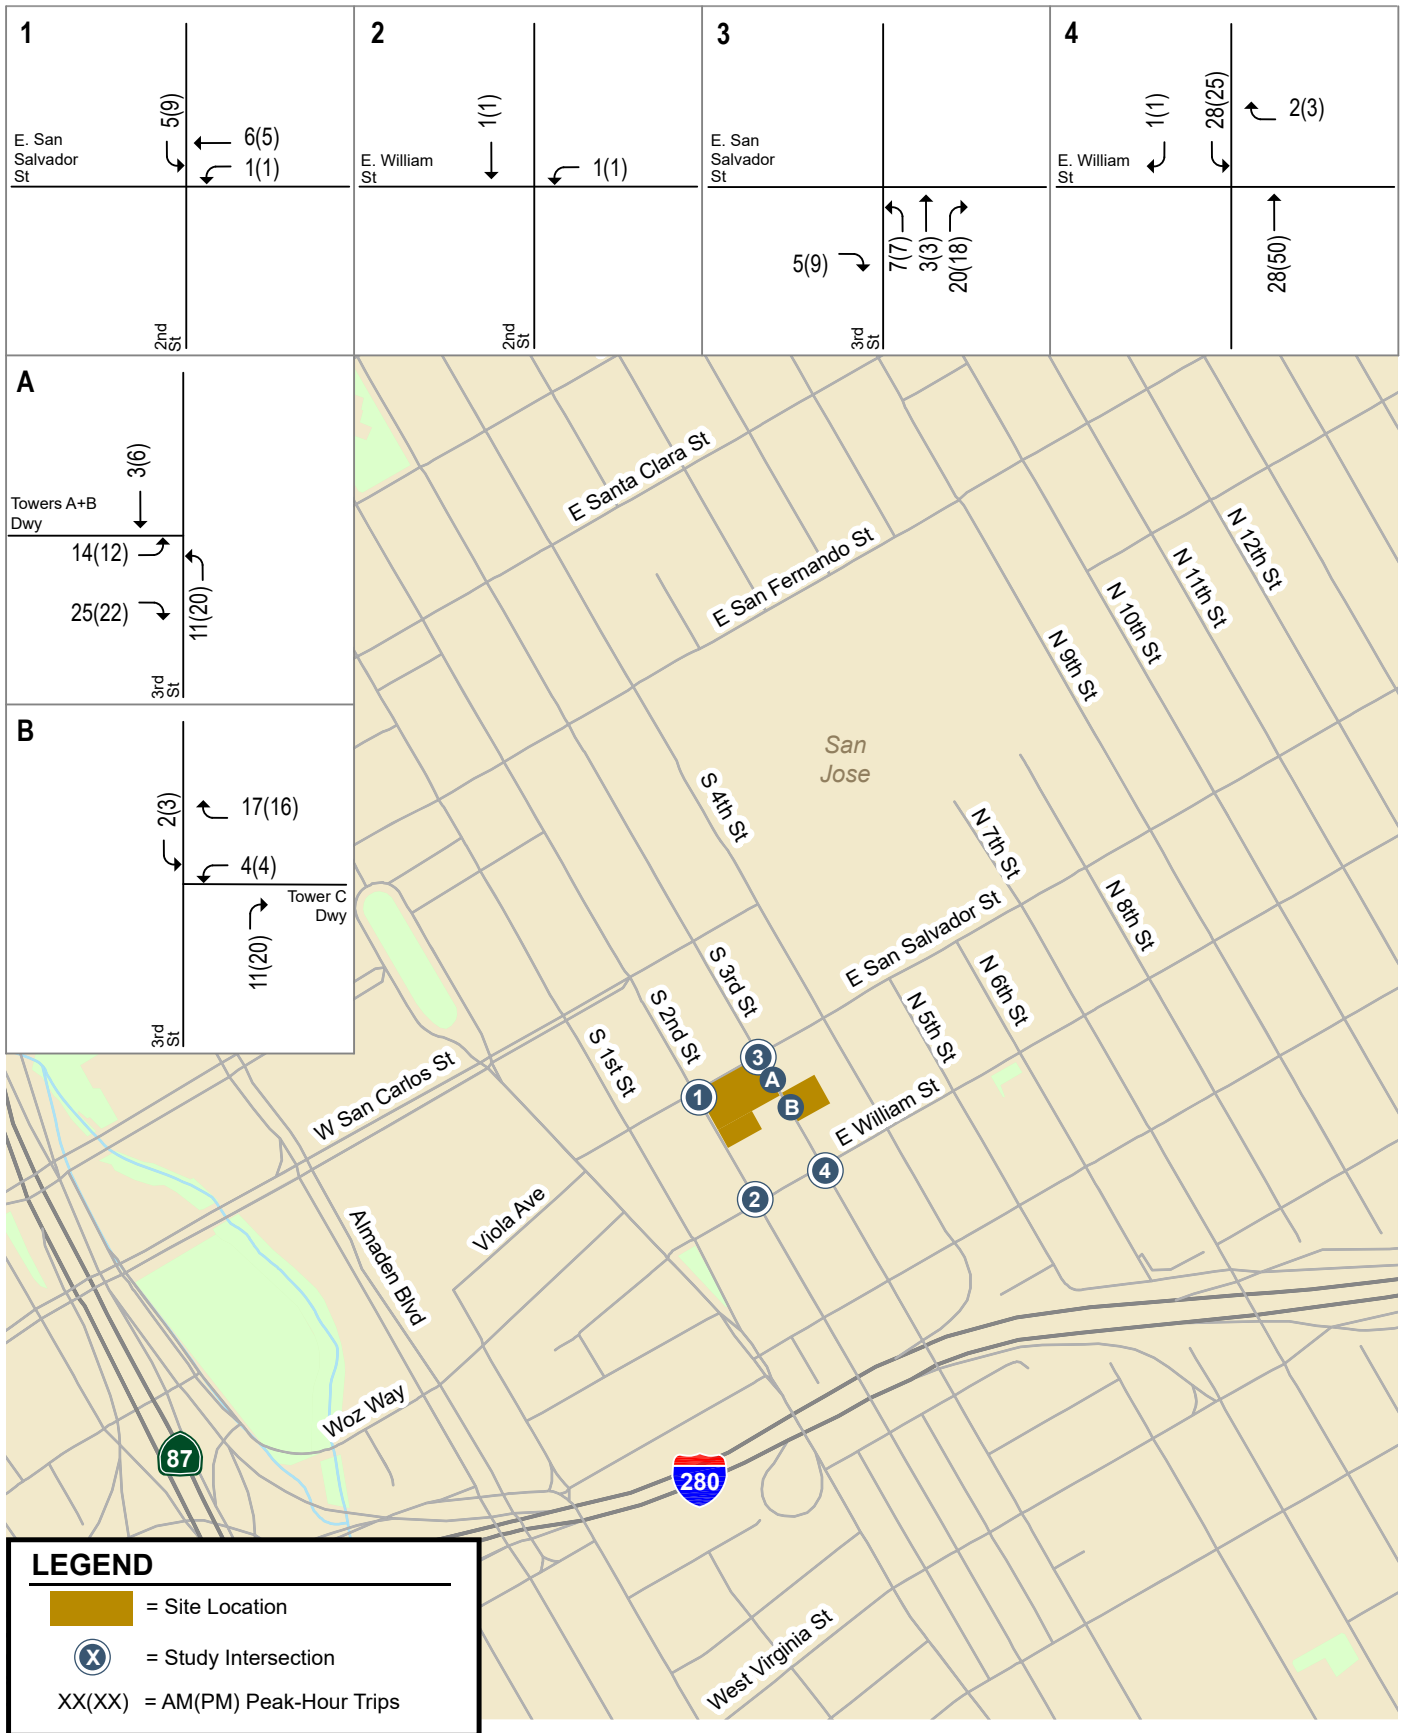 1
5(9)
6(5)
1(1)
E. San
Salvador
St
2nd
St
2
1(1)
1(1)
E. William
St
2nd
St
3
E. San
Salvador
St
5(9)
7(7)
3(3)
20(18)
3rd
St
4
1(1)
28(25)
2(3)
E. William
St
28(50)
A
3(6)
Towers A+B
Dwy
14(12)
25(22)
11(20)
3rd
St
B
2(3)
17(16)
4(4)
Tower C
Dwy
11(20)
3rd
St
E Santa Clara St
E San Fernando St
N 12th St
N 11th St
N 10th St
N 9th St
San
Jose
S 4th St
N 7th St
N 8th St
E San Salvador St
S 3rd St
N 6th St
S 2nd St
N 5th St
S 1st St
W San Carlos St
3
A
1
B
E William St
4
2
Viola Ave
Almaden Blvd
Woz Way
87
280
West Virginia St
LEGEND
= Site Location
X = Study Intersection
XX(XX) = AM(PM) Peak-Hour Trips